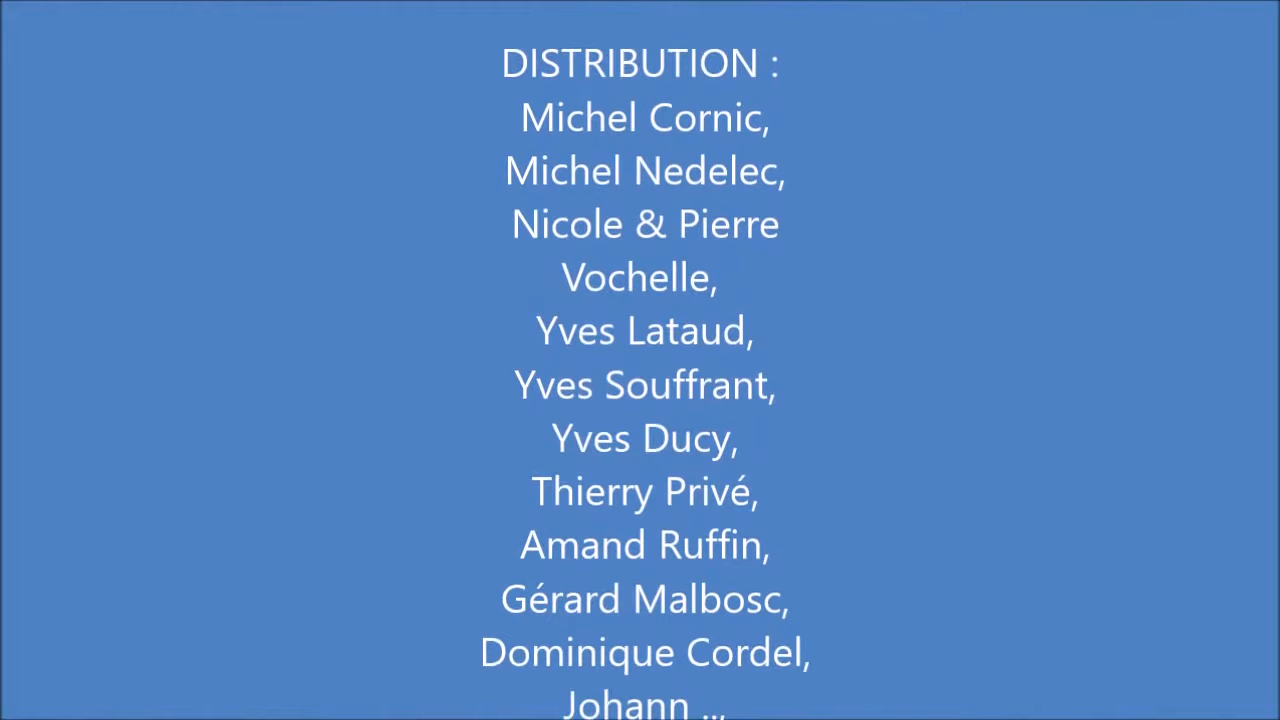 DISTRIBUTION :
Michel Cornic,
Michel Nedelec,
Nicole & Pierre
Vochelle,
Yves Lataud,
Yves Souffrant,
Yves Ducy,
Thierry Privé,
Amand Ruffin,
Gérard Malbosc,
Dominique Cordel,
Johann ..,